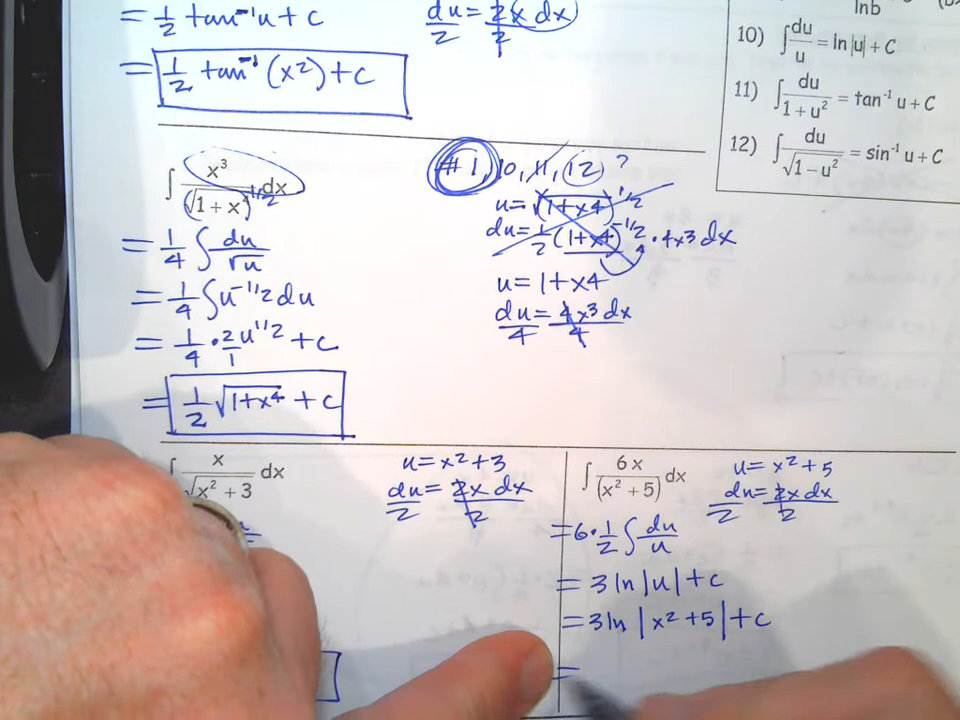 = 1/2 tan⁻¹u + c
du/2 = 2x dx/2
= 1/2 tan⁻¹ (x²) + c
lnb
10) ∫ du/u = ln |u| + C
11) ∫ du/(1 + u²) = tan⁻¹ u + C
12) ∫ du/√(1 – u²) = sin⁻¹ u + C
∫ x³/√(1 + x⁴) dx
1/2
= 1/4 ∫ du/√u
= 1/4 ∫ u⁻¹/² du
= 1/4 · 2/1 u¹/² + c
= 1/2 √(1+x⁴) + c
#1, 10, 11, 12 ?
u = √(1+x4)¹/²
du = 1/2 (1+x4)⁻¹/² · 4x3 dx
u = 1+x4
du/4 = 4x³ dx/4
∫ x/√(x² + 3) dx
u = x²+3
du/2 = 2x dx/2
∫ 6x/(x² + 5) dx
u = x²+5
du/2 = 2x dx/2
= 6 · 1/2 ∫ du/u
= 3 ln |u| + c
= 3 ln |x²+5| + c
=